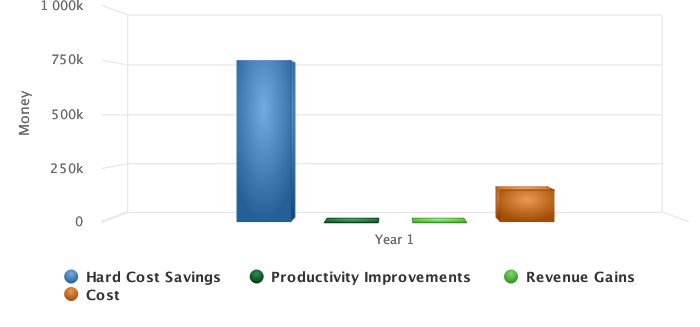 1 000k
750k
500k
250k
0
Money
Year 1
Hard Cost Savings Productivity Improvements Revenue Gains
Cost